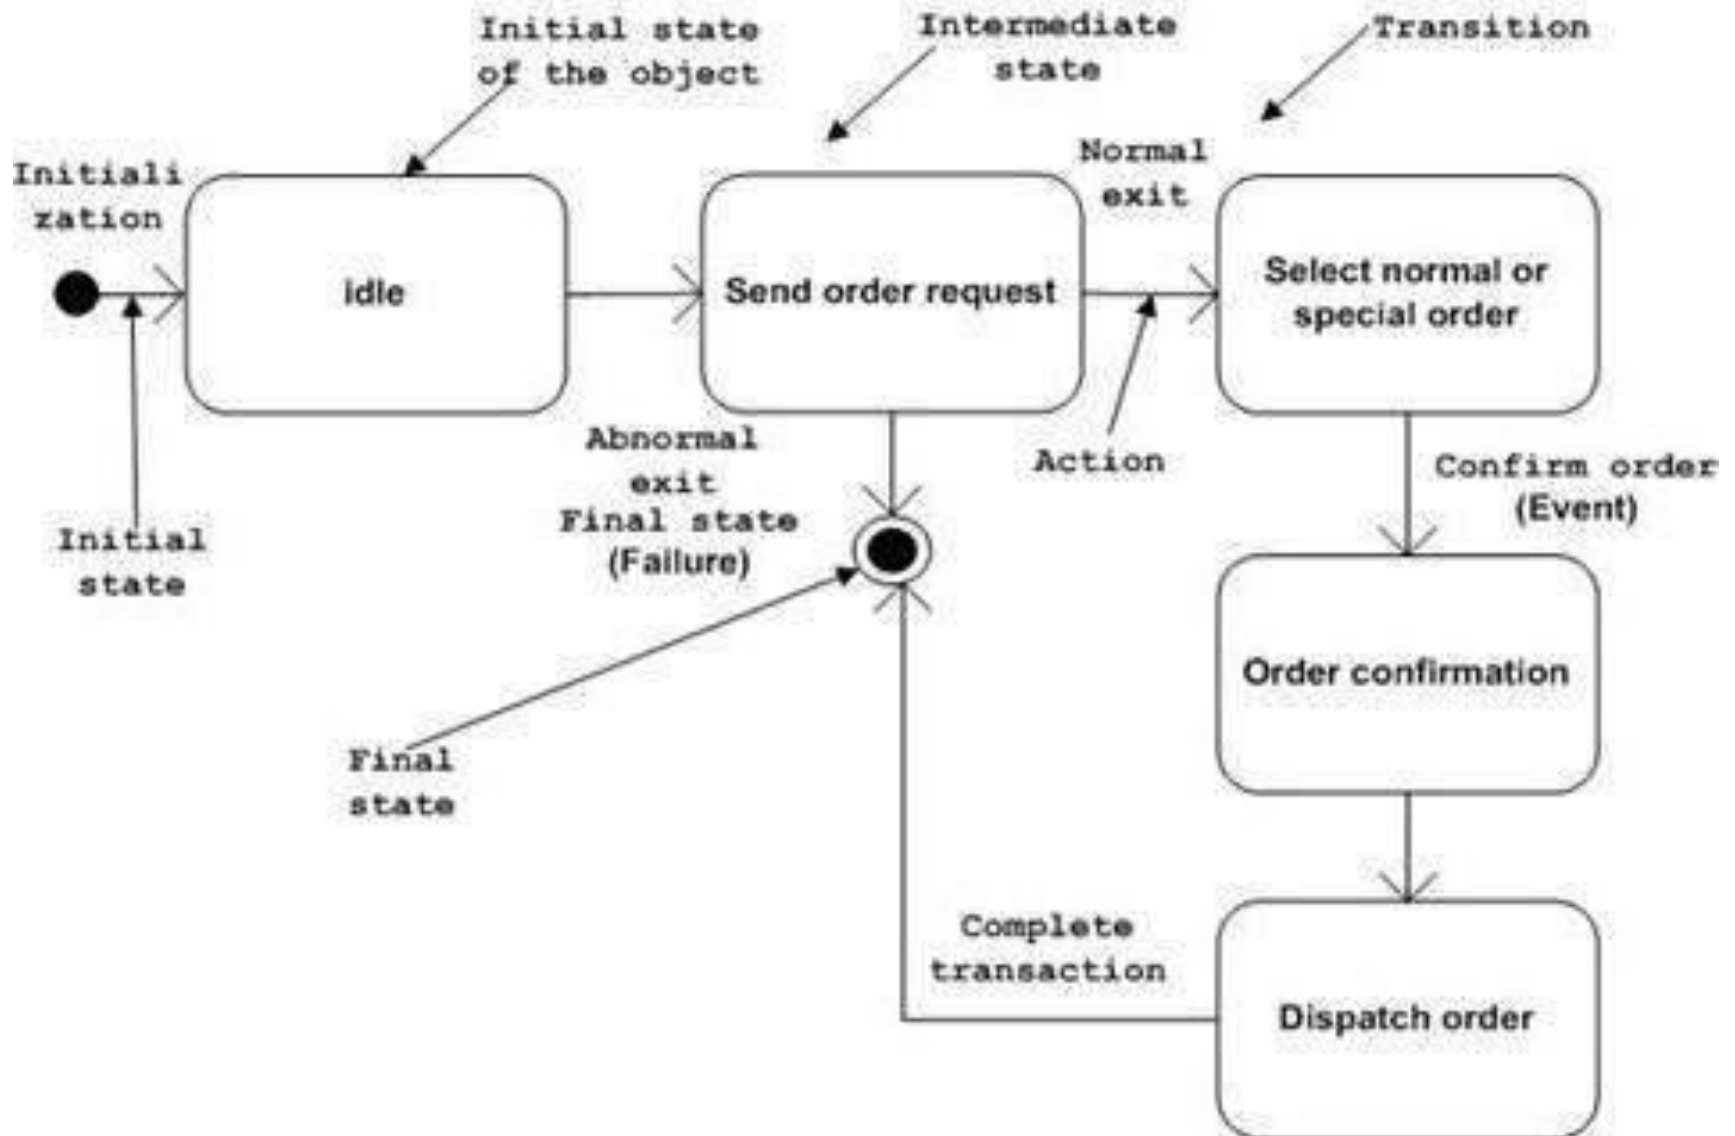 Initial state
of the object
Intermediate
state
Transition
Initiali
zation
Normal
exit
idle
Send order request
Select normal or
special order
Abnormal
exit
Final state
(Failure)
Action
Confirm order
(Event)
Initial
state
Order confirmation
Final
state
Complete
transaction
Dispatch order